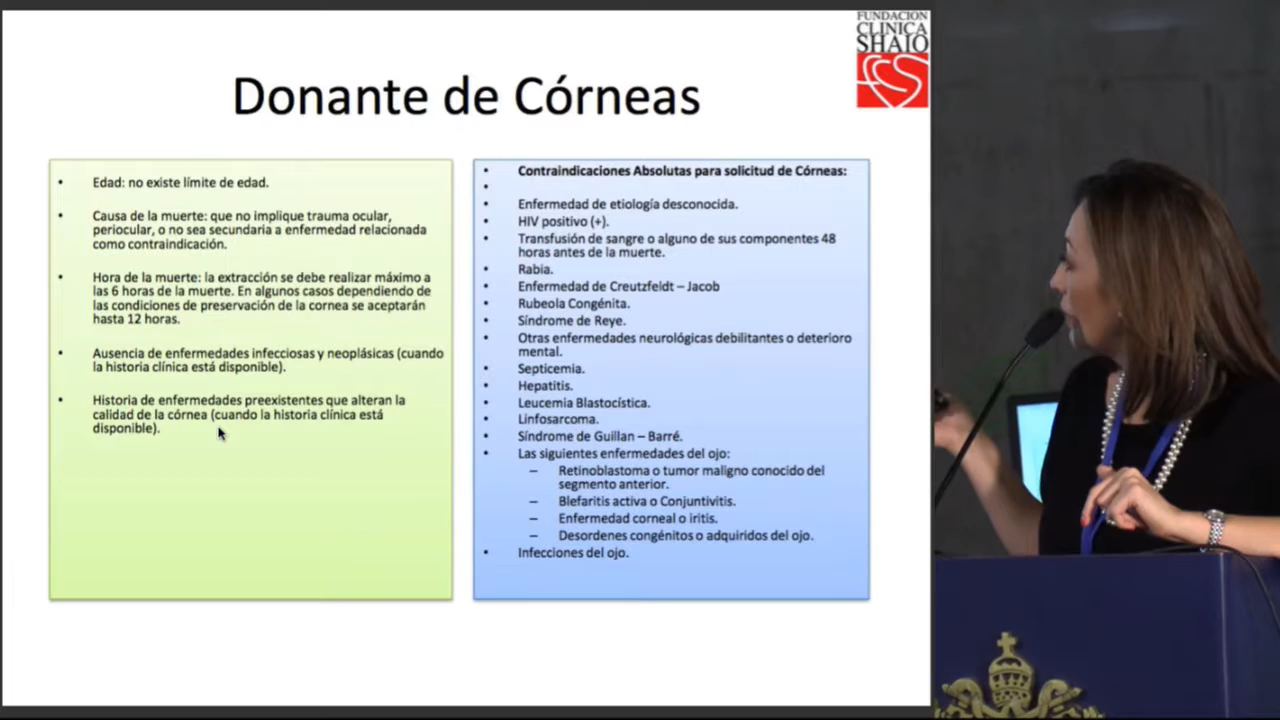 FUNDACION
CLINICA
SHAIO
Donante de Córneas
Edad: no existe límite de edad.
Causa de la muerte: que no implique trauma ocular,
periocular, o no sea secundaria a enfermedad relacionada
como contraindicación.
Hora de la muerte: la extracción se debe realizar máximo a
las 6 horas de la muerte. En algunos casos dependiendo de
las condiciones de preservación de la cornea se aceptarán
hasta 12 horas.
Ausencia de enfermedades infecciosas y neoplásicas (cuando
la historia clínica está disponible).
Historia de enfermedades preexistentes que alteran la
calidad de la córnea (cuando la historia clínica está
disponible).
Contraindicaciones Absolutas para solicitud de Córneas:
Enfermedad de etiología desconocida.
HIV positivo (+).
Transfusión de sangre o alguno de sus componentes 48
horas antes de la muerte.
Rabia.
Enfermedad de Creutzfeldt – Jacob
Rubeola Congénita.
Síndrome de Reye.
Otras enfermedades neurológicas debilitantes o deterioro
mental.
Septicemia.
Hepatitis.
Leucemia Blastocística.
Linfosarcoma.
Síndrome de Guillan – Barré.
Las siguientes enfermedades del ojo:
– Retinoblastoma o tumor maligno conocido del
segmento anterior.
– Blefaritis activa o Conjuntivitis.
– Enfermedad corneal o iritis.
– Desordenes congénitos o adquiridos del ojo.
Infecciones del ojo.